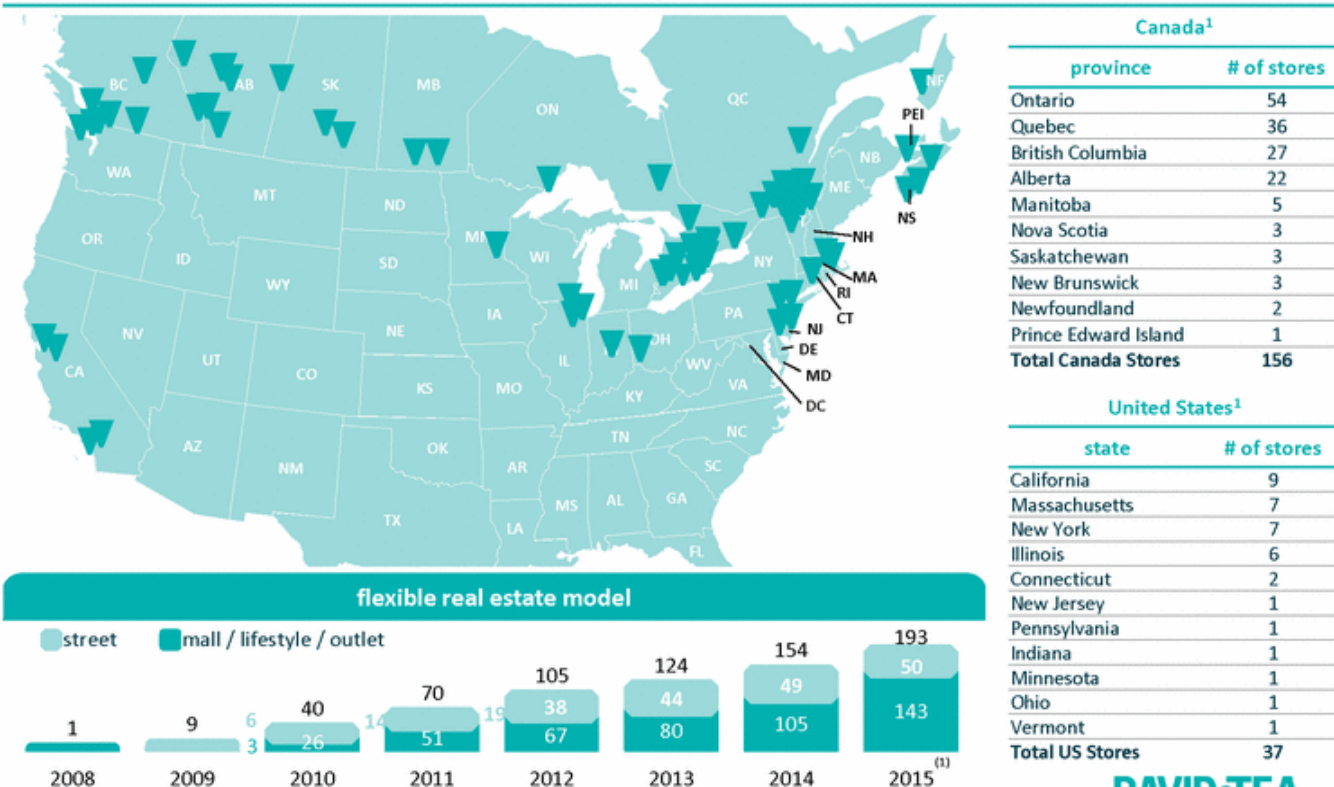 BC
AB
SK
MB
ON
QC
NF
PEI
NB
NS
WA
MT
ND
ME
OR
ID
SD
WI
MI
NY
NH
MA
RI
CT
WY
IA
PA
NJ
DE
MD
DC
NV
NE
IL
OH
UT
CO
CA
KS
MO
WV
VA
KY
AZ
NM
OK
AR
TN
NC
SC
TX
LA
MS
AL
GA
FL
Canada1
province # of stores
Ontario 54
Quebec 36
British Columbia 27
Alberta 22
Manitoba 5
Nova Scotia 3
Saskatchewan 3
New Brunswick 3
Newfoundland 2
Prince Edward Island 1
Total Canada Stores 156
United States1
state # of stores
California 9
Massachusetts 7
New York 7
Illinois 6
Connecticut 2
New Jersey 1
Pennsylvania 1
Indiana 1
Minnesota 1
Ohio 1
Vermont 1
Total US Stores 37
flexible real estate model
street mall / lifestyle / outlet
1 9 40 70 105 124 154 193
6 14 19 38 44 49 50
3 26 51 67 80 105 143
2008 2009 2010 2011 2012 2013 2014 2015 (1)